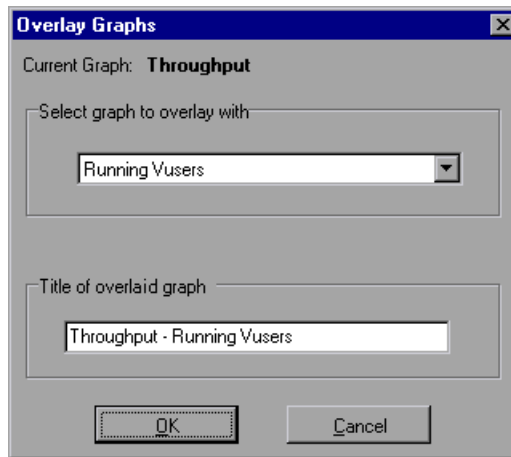 Overlay Graphs
Current Graph: Throughput
Select graph to overlay with
Running Vusers
Title of overlaid graph
Throughput - Running Vusers
OK Cancel